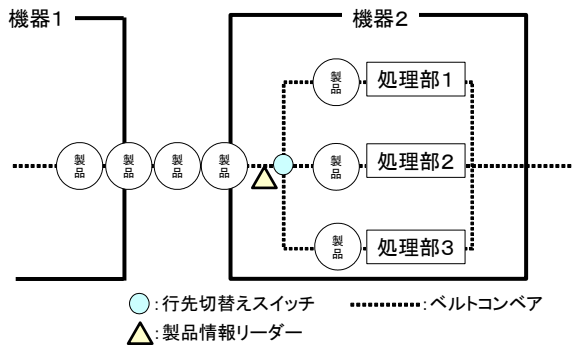 機器1
機器2
製品
処理部1
製品
製品
製品
製品
製品
処理部2
製品
処理部3
：行先切替えスイッチ
：ベルトコンベア
：製品情報リーダー